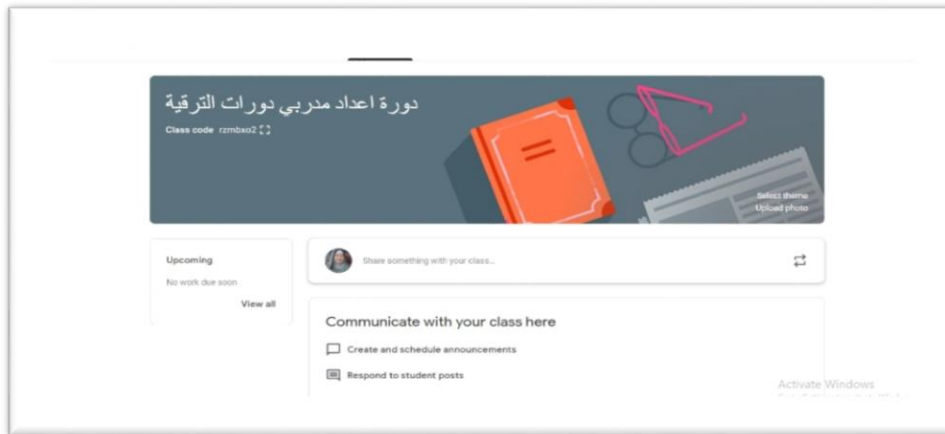 دورة اعداد مدربي دورات الترقية
Class code rzmbxo2
Select theme
Upload photo
Upcoming
No work due soon
View all
Share something with your class...
Communicate with your class here
Create and schedule announcements
Respond to student posts
Activate Windows